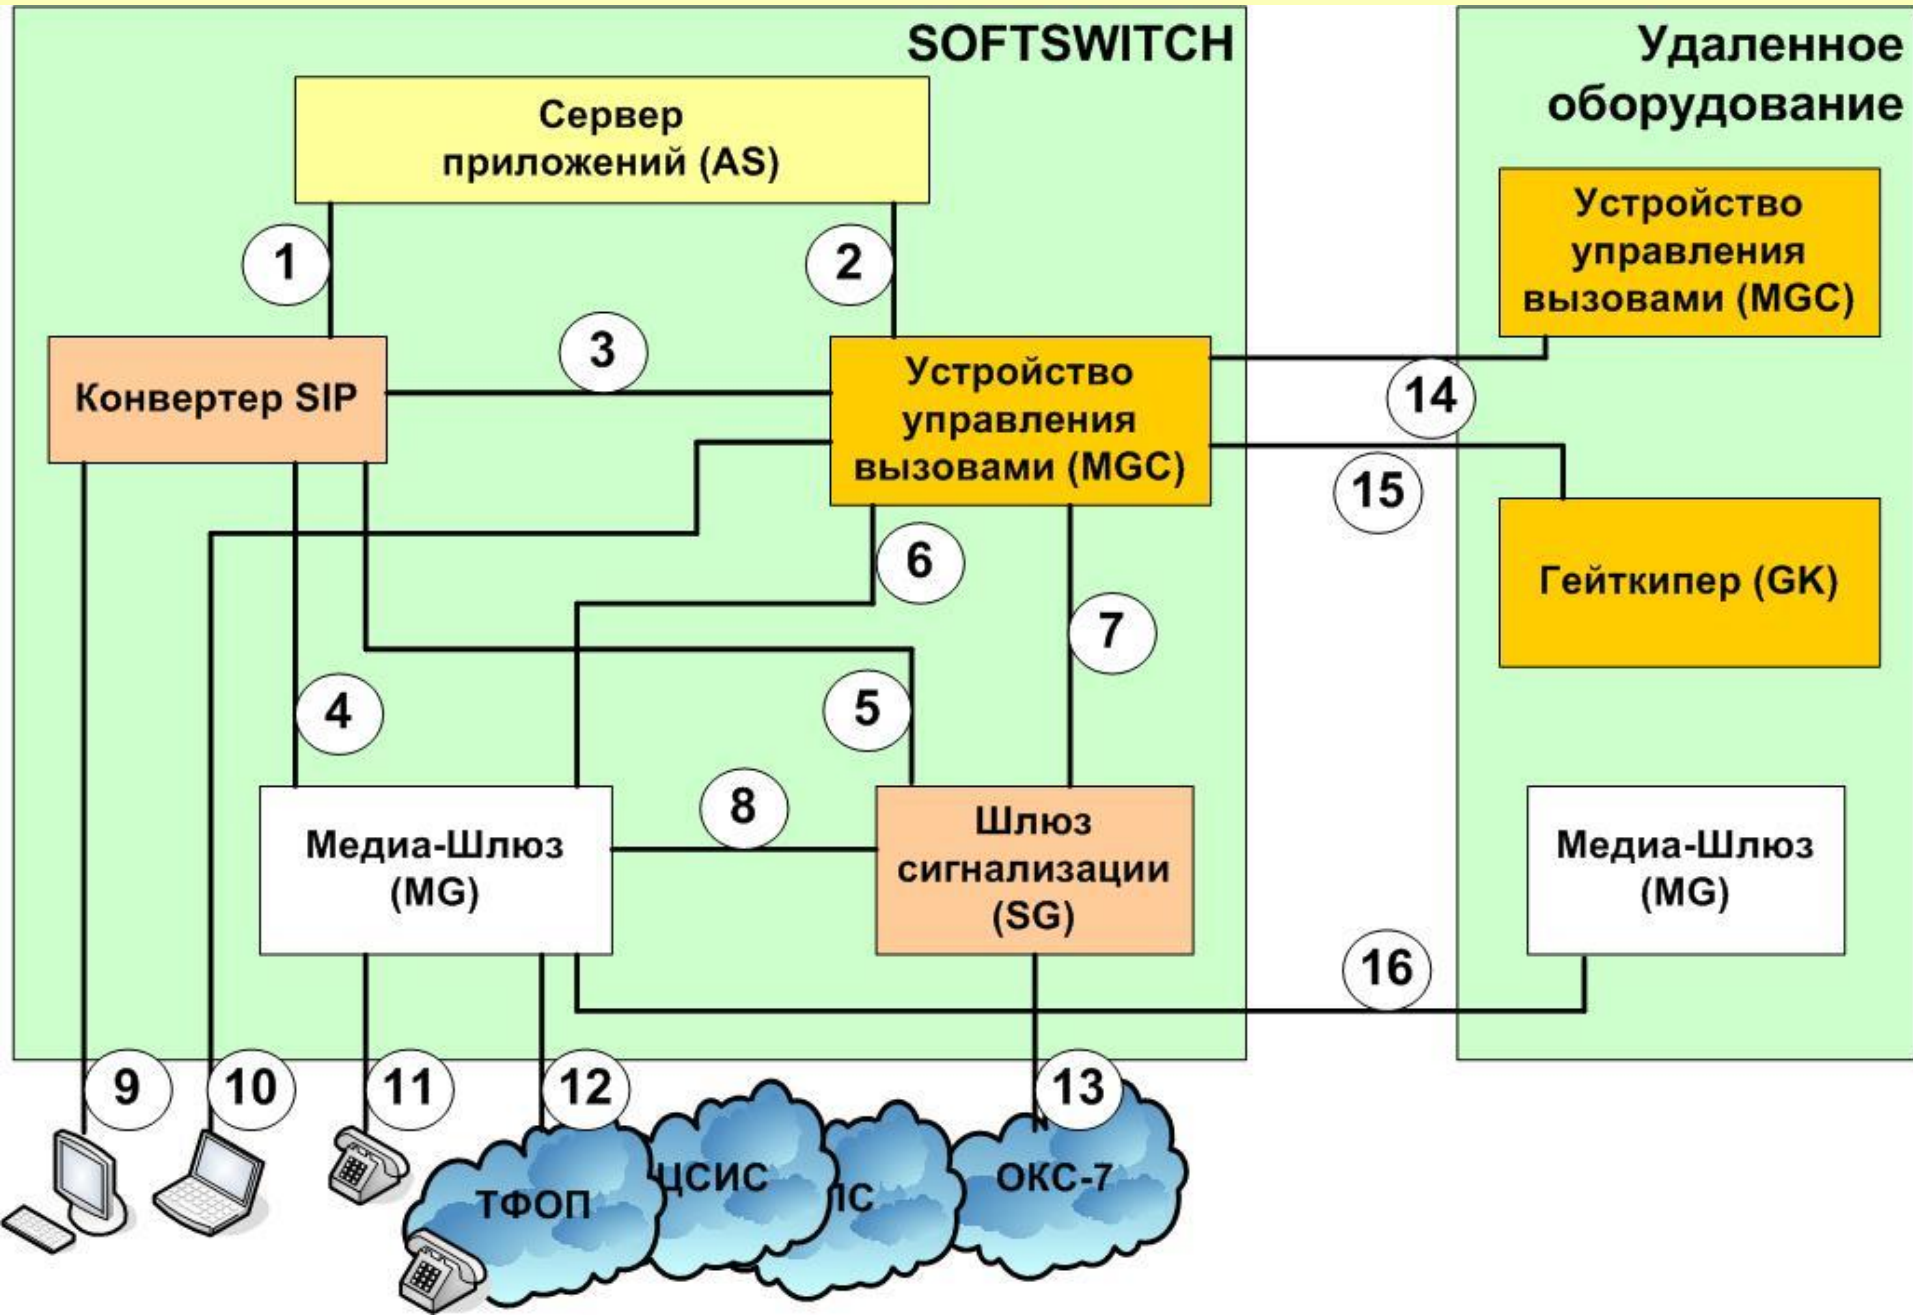 SOFTSWITCH
Удаленное
оборудование
Сервер
приложений (AS)
1
2
Устройство
управления
вызовами (MGC)
3
Конвертер SIP
Устройство
управления
вызовами (MGC)
14
15
6
Гейткипер (GK)
7
4
5
8
Медиа-Шлюз
(MG)
Шлюз
сигнализации
(SG)
Медиа-Шлюз
(MG)
16
9
10
11
12
13
ТФОП
ЦСИС
ОКС-7